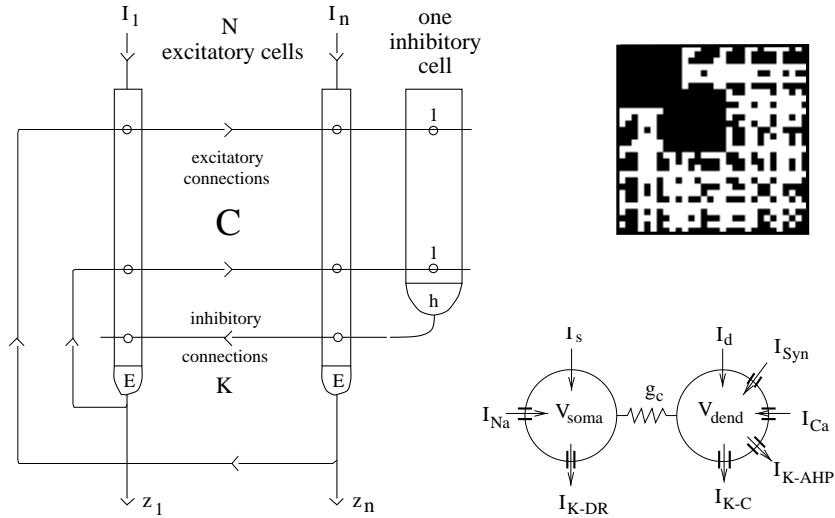 I1
N
excitatory cells
In
one
inhibitory
cell
1
excitatory
connections
C
1
h
inhibitory
connections
K
E
E
z1
zn
Is
Id
ISyn
gc
INa
Vsoma
Vdend
ICa
IK-DR
IK-C
IK-AHP